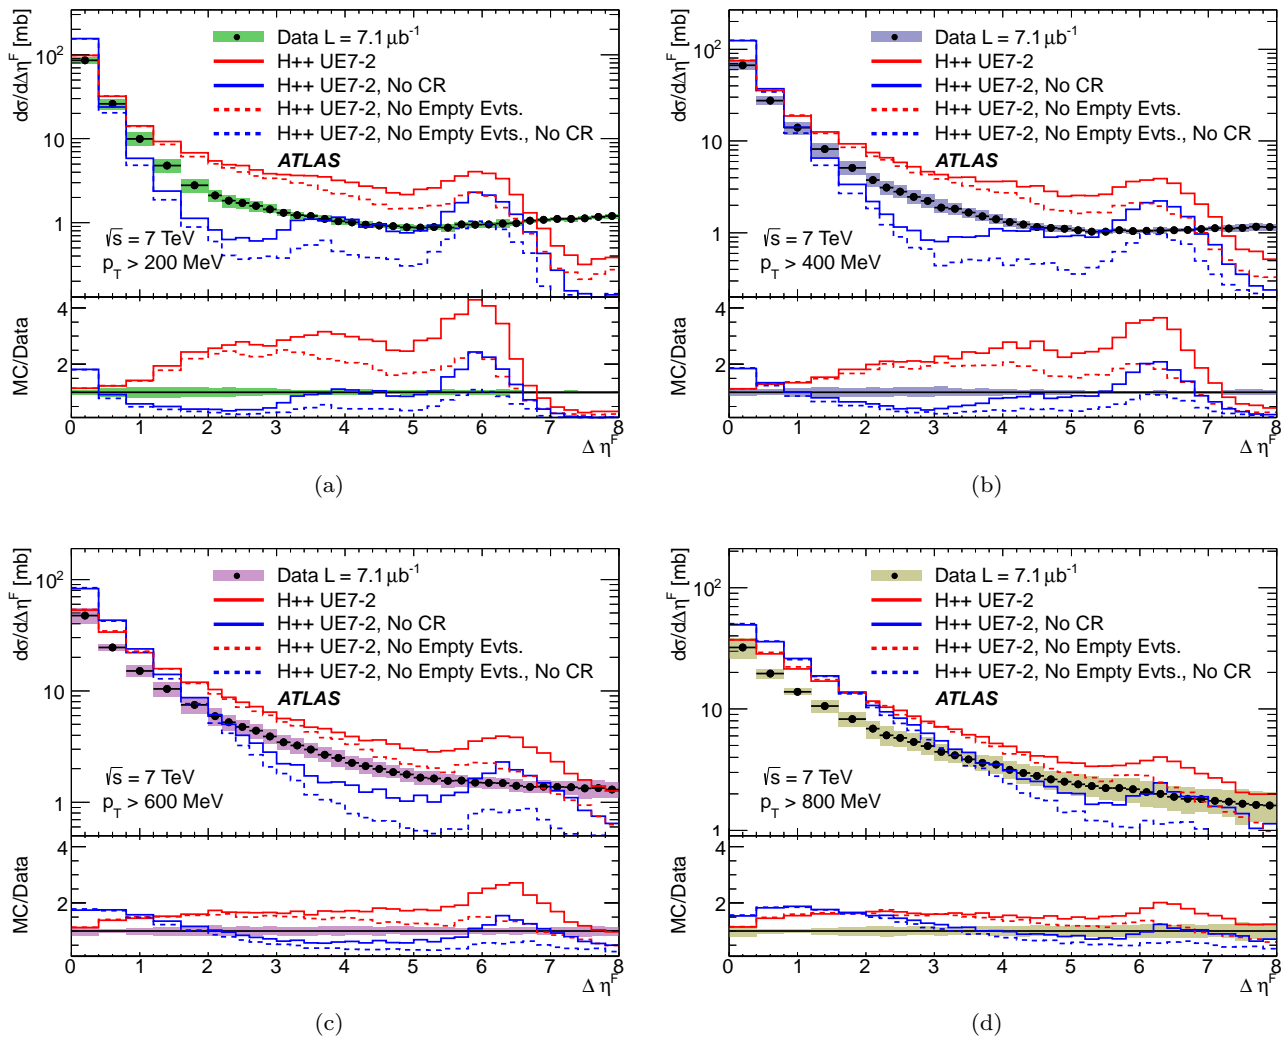 dσ/dΔη^F [mb]
10²
10
1
Data L = 7.1 μb⁻¹
H++ UE7-2
H++ UE7-2, No CR
H++ UE7-2, No Empty Evts.
H++ UE7-2, No Empty Evts., No CR
ATLAS
√s = 7 TeV
p_T > 200 MeV
MC/Data
4
2
0 1 2 3 4 5 6 7 8
Δ η^F
(a)
dσ/dΔη^F [mb]
10²
10
1
Data L = 7.1 μb⁻¹
H++ UE7-2
H++ UE7-2, No CR
H++ UE7-2, No Empty Evts.
H++ UE7-2, No Empty Evts., No CR
ATLAS
√s = 7 TeV
p_T > 400 MeV
MC/Data
4
2
0 1 2 3 4 5 6 7 8
Δ η^F
(b)
dσ/dΔη^F [mb]
10²
10
1
Data L = 7.1 μb⁻¹
H++ UE7-2
H++ UE7-2, No CR
H++ UE7-2, No Empty Evts.
H++ UE7-2, No Empty Evts., No CR
ATLAS
√s = 7 TeV
p_T > 600 MeV
MC/Data
4
2
0 1 2 3 4 5 6 7 8
Δ η^F
(c)
dσ/dΔη^F [mb]
10²
10
1
Data L = 7.1 μb⁻¹
H++ UE7-2
H++ UE7-2, No CR
H++ UE7-2, No Empty Evts.
H++ UE7-2, No Empty Evts., No CR
ATLAS
√s = 7 TeV
p_T > 800 MeV
MC/Data
4
2
0 1 2 3 4 5 6 7 8
Δ η^F
(d)